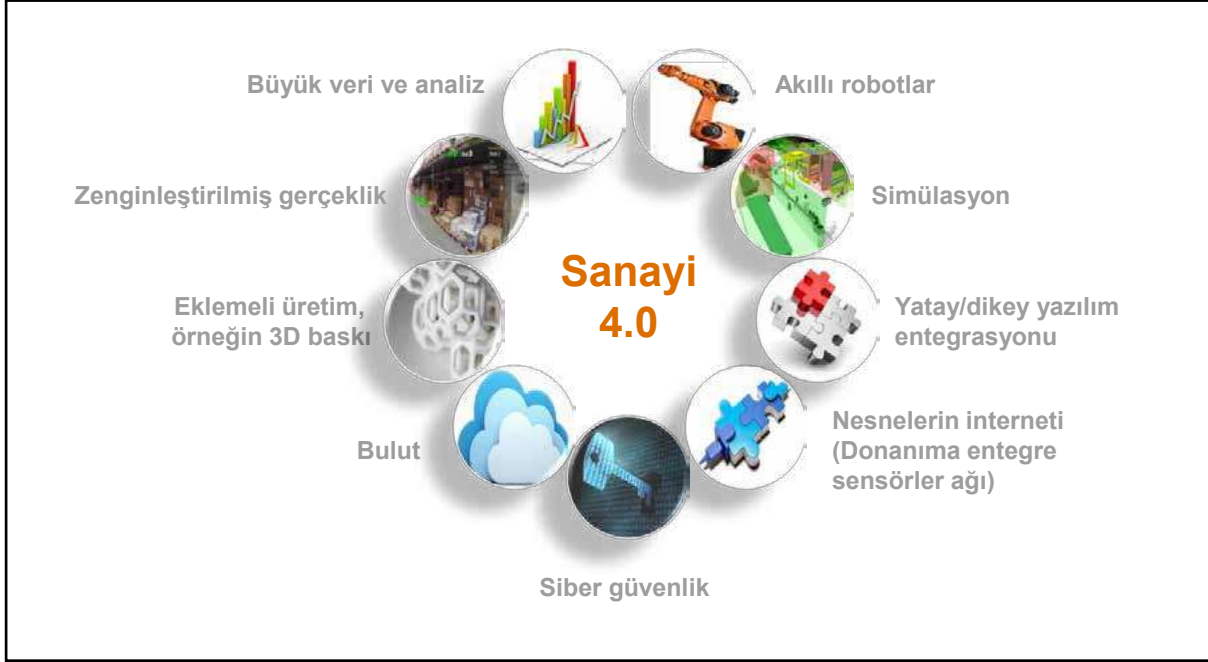 Büyük veri ve analiz
Akıllı robotlar
Zenginleştirilmiş gerçeklik
Simülasyon
Sanayi
4.0
Eklemeli üretim,
örneğin 3D baskı
Yatay/dikey yazılım
entegrasyonu
Bulut
Nesnelerin interneti
(Donanıma entegre
sensörler ağı)
Siber güvenlik